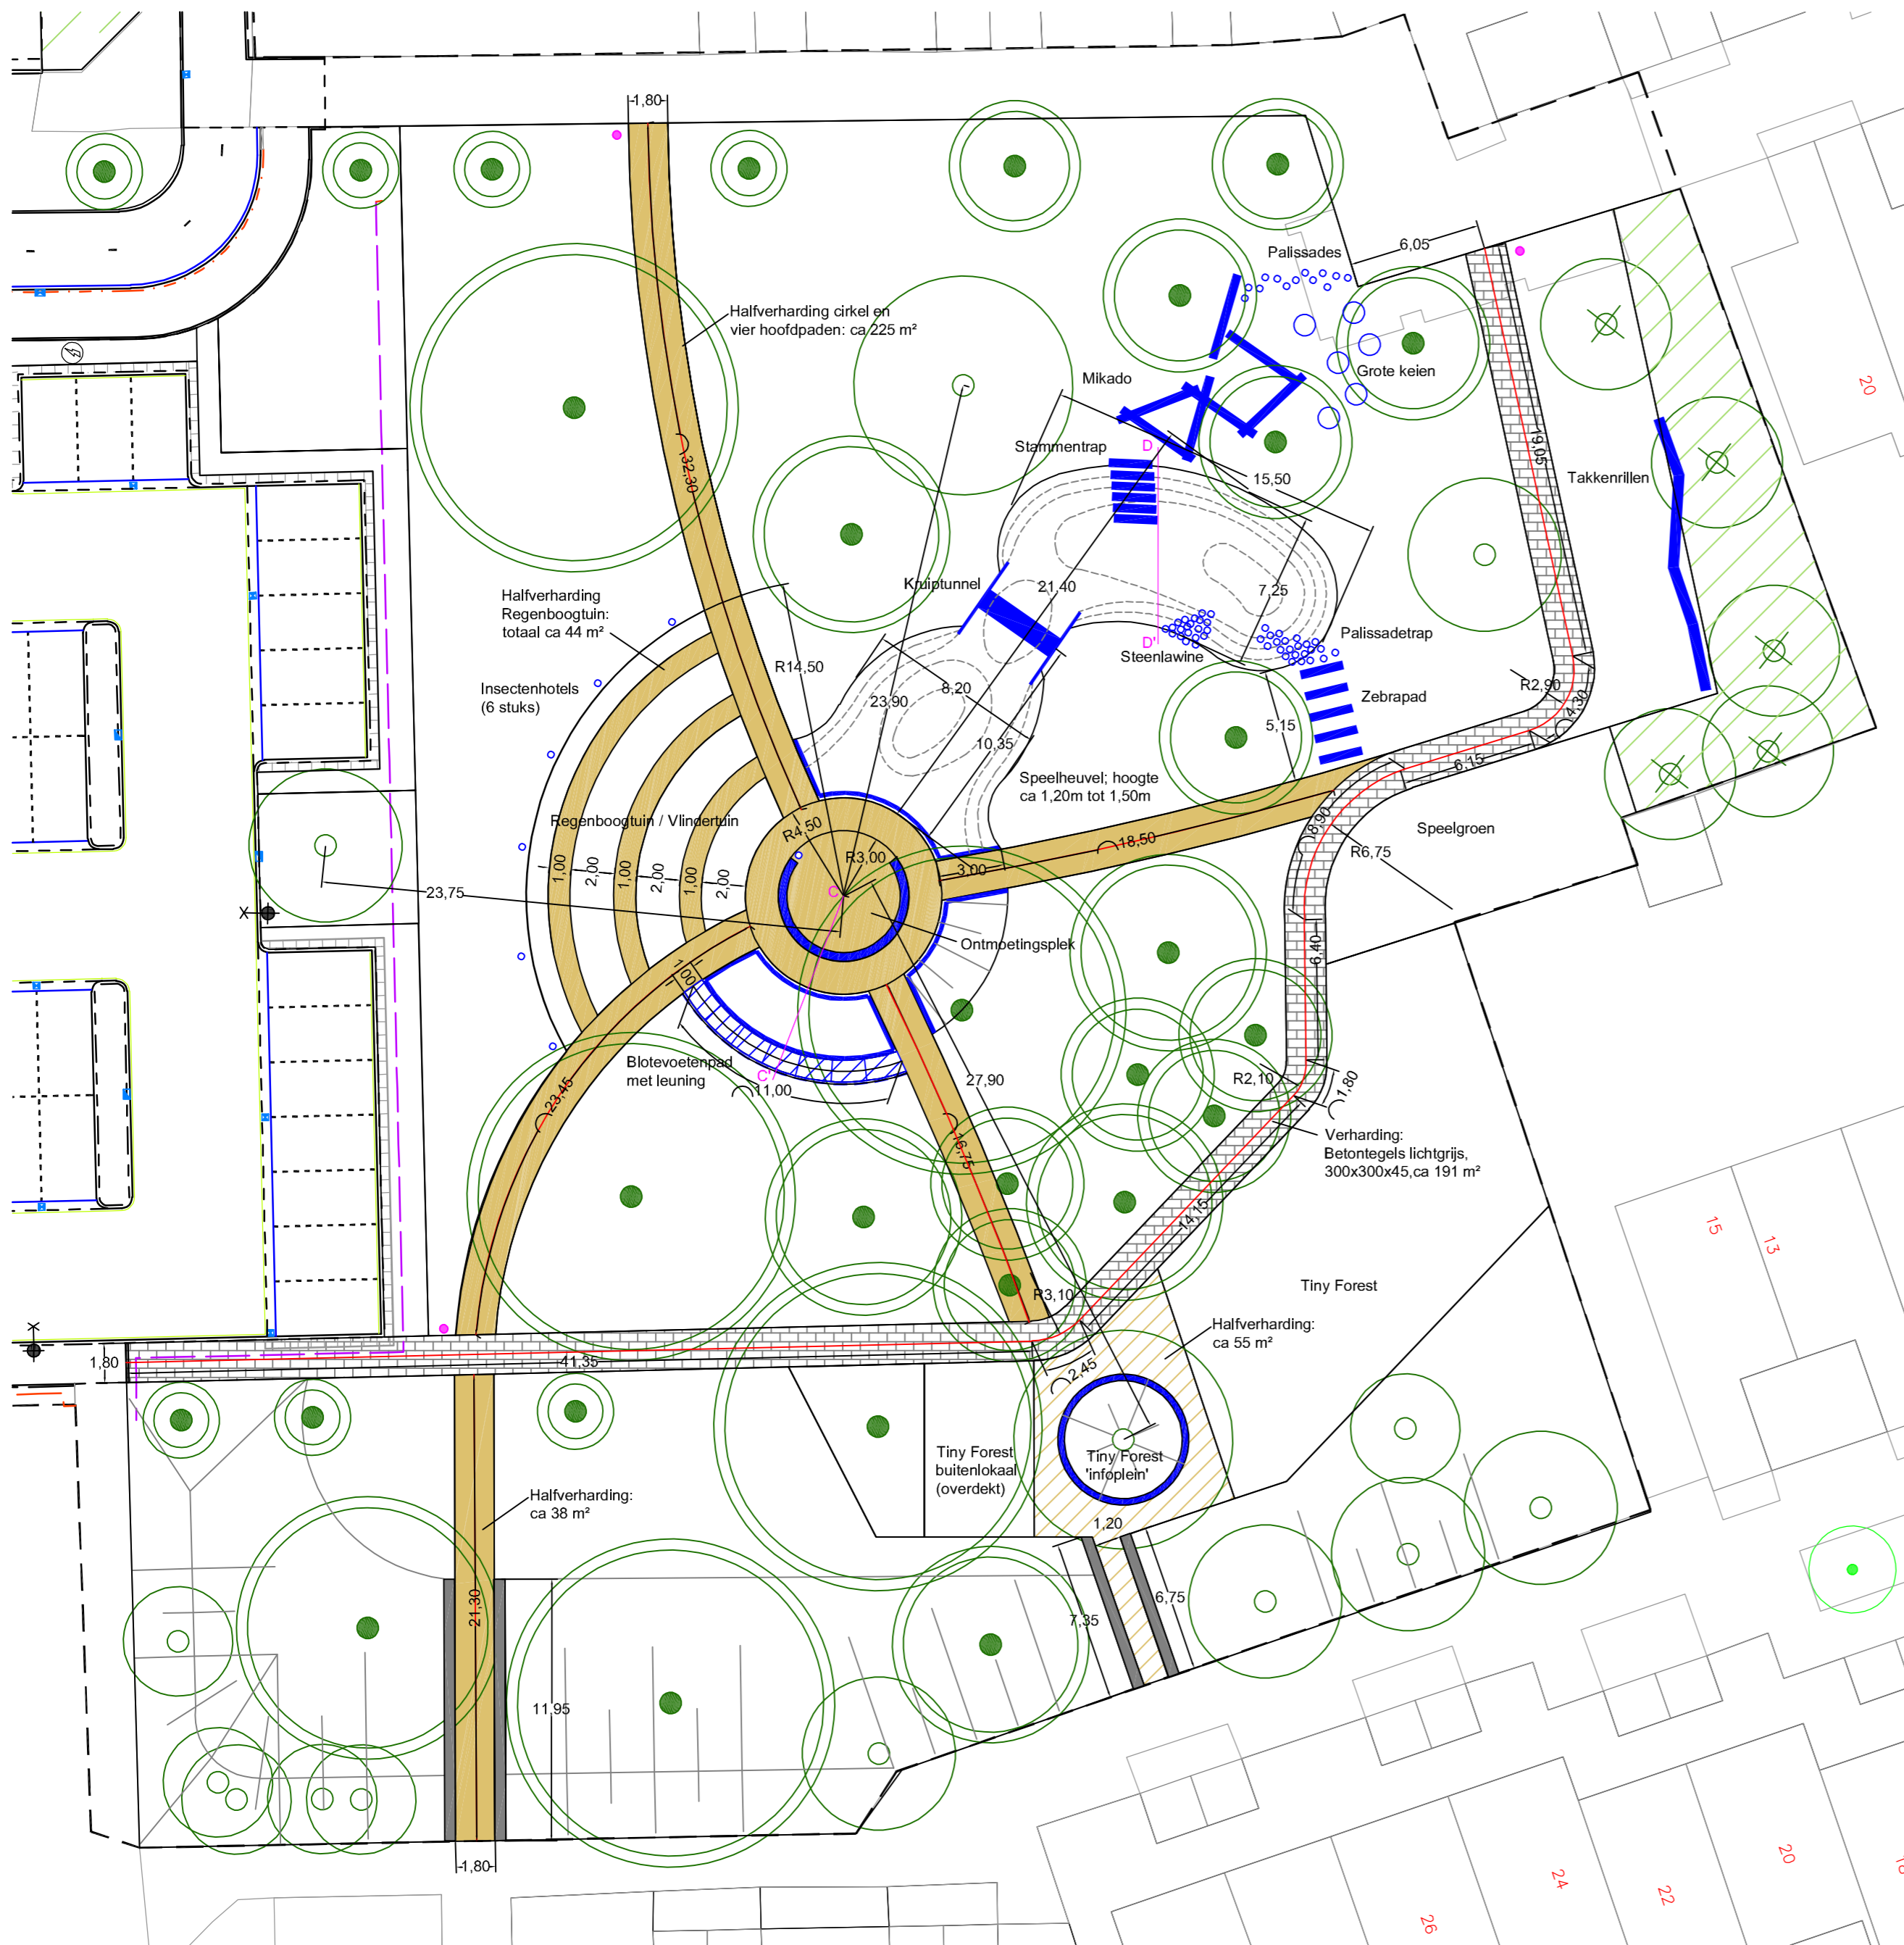 1,80
6,05
Palissades
Halfverharding cirkel en
vier hoofdpaden: ca 225 m²
Grote keien
Mikado
20
Stammentrap
D
32,30
19,05
15,50
Takkenrillen
Kruiptunnel
21,40
7,25
Halfverharding
Regenboogtuin:
totaal ca 44 m²
Palissadetrap
D'
Steenlawine
R14,50
R2,90
Insectenhotels
(6 stuks)
8,20
23,90
Zebrapad
4,30
5,15
10,35
6,15
Speelheuvel; hoogte
ca 1,20m tot 1,50m
Regenboogtuin / Vlindertuin
R4,50
8,90
Speelgroen
18,50
R6,75
R3,00
3,00
1,00
2,00
1,00
2,00
1,00
2,00
C
23,75
X
Ontmoetingsplek
6,40
1,00
Blotevoetenpad
met leuning
C'
11,00
27,90
R2,10
1,80
23,45
16,75
Verharding:
Betontegels lichtgrijs,
300x300x45,ca 191 m²
14,15
15
13
Tiny Forest
R3,10
Halfverharding:
ca 55 m²
X
1,80
41,35
2,45
Tiny Forest
buitenlokaal
(overdekt)
Tiny Forest
'infoplein'
Halfverharding:
ca 38 m²
1,20
21,30
7,35
6,75
11,95
1,80
20
24
22
26